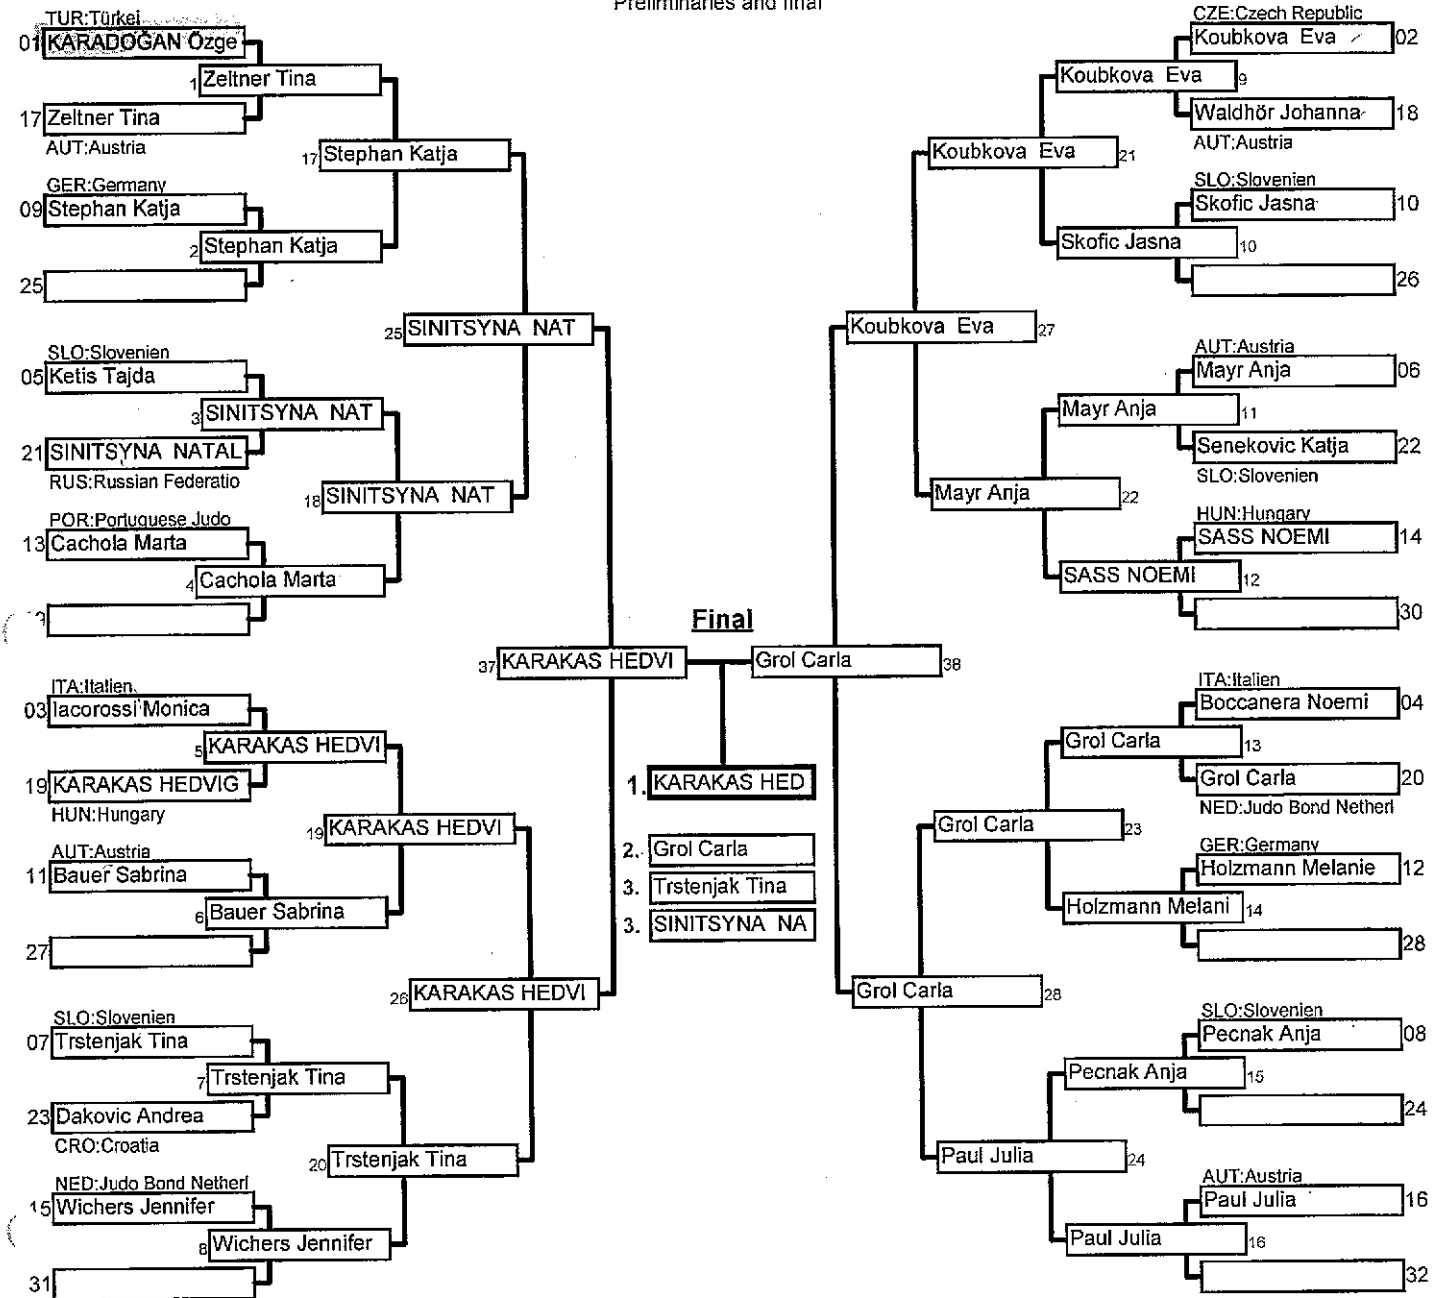 Preliminaries and final
TUR:Türkei
01 KARADOĞAN Özge
1 Zeltner Tina
17 Zeltner Tina
AUT:Austria
17 Stephan Katja
GER:Germany
09 Stephan Katja
2 Stephan Katja
25
25 SINITSYNA NAT
SLO:Slovenien
05 Ketis Tajda
3 SINITSYNA NAT
21 SINITSYNA NATAL
RUS:Russian Federatio
18 SINITSYNA NAT
POR:Portuguese Judo
13 Cachola Marta
4 Cachola Marta
37 KARAKAS HEDVI
ITA:Italien
03 Iacorossi Monica
5 KARAKAS HEDVI
19 KARAKAS HEDVIG
HUN:Hungary
19 KARAKAS HEDVI
AUT:Austria
11 Bauer Sabrina
6 Bauer Sabrina
27
26 KARAKAS HEDVI
SLO:Slovenien
07 Trstenjak Tina
7 Trstenjak Tina
23 Dakovic Andrea
CRO:Croatia
20 Trstenjak Tina
NED:Judo Bond Netherl
15 Wichers Jennifer
8 Wichers Jennifer
31
Final
1. KARAKAS HED
2. Grol Carla
3. Trstenjak Tina
3. SINITSYNA NA
CZE:Czech Republic
Koubkova Eva 02
Koubkova Eva 9
Waldhör Johanna 18
AUT:Austria
Koubkova Eva 21
SLO:Slovenien
Skofic Jasna 10
Skofic Jasna 10
26
Koubkova Eva 27
AUT:Austria
Mayr Anja 06
Mayr Anja 11
Senekovic Katja 22
SLO:Slovenien
Mayr Anja 22
HUN:Hungary
SASS NOEMI 14
SASS NOEMI 12
30
Grol Carla 38
ITA:Italien
Boccanera Noemi 04
Grol Carla 13
Grol Carla 20
NED:Judo Bond Netherl
Grol Carla 23
GER:Germany
Holzmann Melanie 12
Holzmann Melani 14
28
Grol Carla 28
SLO:Slovenien
Pecnak Anja 08
Pecnak Anja 15
24
Paul Julia 24
AUT:Austria
Paul Julia 16
Paul Julia 16
32